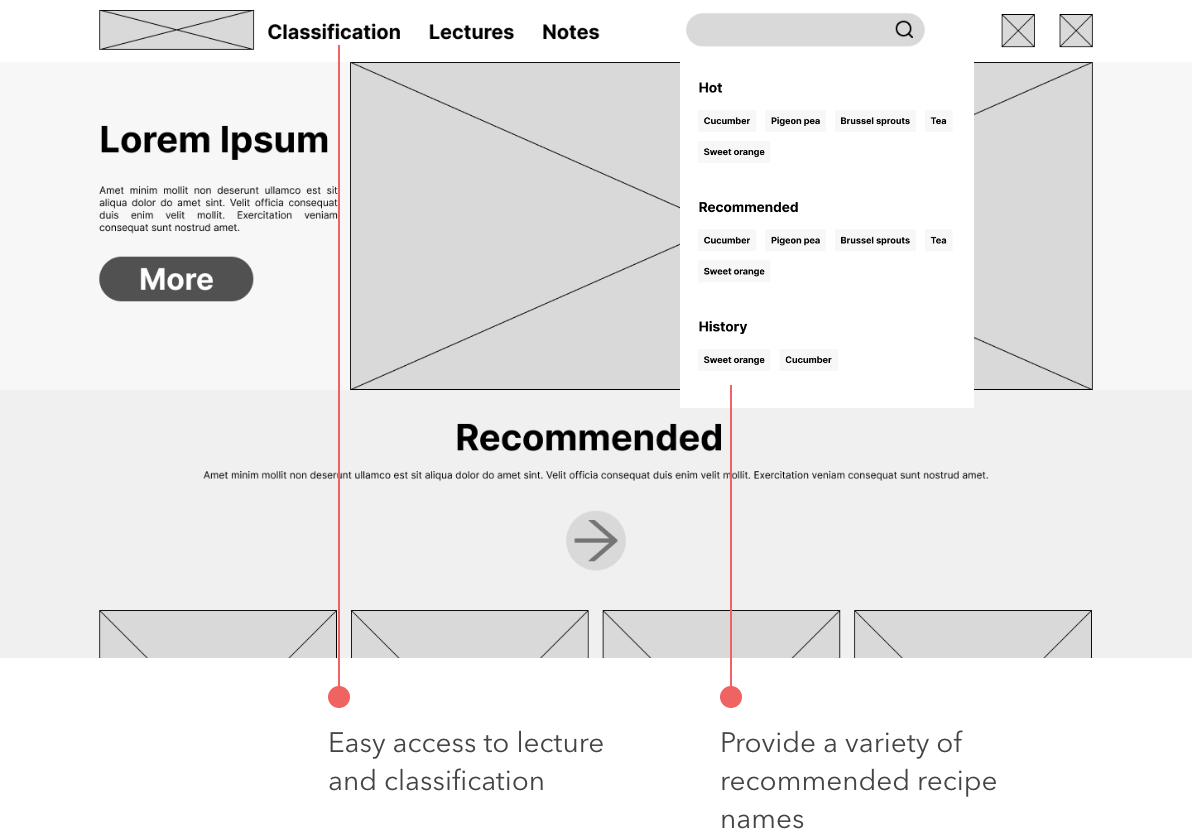 Classification Lectures Notes
Lorem Ipsum
Amet minim mollit non deserunt ullamco est sit
aliqua dolor do amet sint. Velit officia consequat
duis enim velit mollit. Exercitation veniam
consequat sunt nostrud amet.
More
Hot
Cucumber Pigeon pea Brussel sprouts Tea
Sweet orange
Recommended
Cucumber Pigeon pea Brussel sprouts Tea
Sweet orange
History
Sweet orange Cucumber
Recommended
Amet minim mollit non deserunt ullamco est sit aliqua dolor do amet sint. Velit officia consequat duis enim velit mollit. Exercitation veniam consequat sunt nostrud amet.
Easy access to lecture
and classification
Provide a variety of
recommended recipe
names